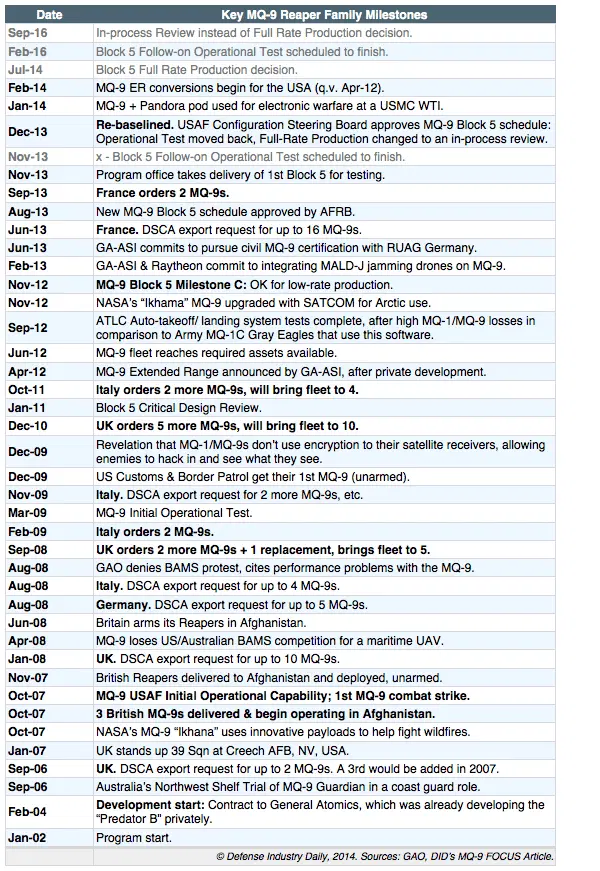 Date Key MQ-9 Reaper Family Milestones
Sep-16 In-process Review instead of Full Rate Production decision.
Feb-16 Block 5 Follow-on Operational Test scheduled to finish.
Jul-14 Block 5 Full Rate Production decision.
Feb-14 MQ-9 ER conversions begin for the USA (q.v. Apr-12).
Jan-14 MQ-9 + Pandora pod used for electronic warfare at a USMC WTI.
Dec-13 Re-baselined. USAF Configuration Steering Board approves MQ-9 Block 5 schedule:
Operational Test moved back, Full-Rate Production changed to an in-process review.
Nov-13 x - Block 5 Follow-on Operational Test scheduled to finish.
Nov-13 Program office takes delivery of 1st Block 5 for testing.
Sep-13 France orders 2 MQ-9s.
Aug-13 New MQ-9 Block 5 schedule approved by AFRB.
Jun-13 France. DSCA export request for up to 16 MQ-9s.
Jun-13 GA-ASI commits to pursue civil MQ-9 certification with RUAG Germany.
Feb-13 GA-ASI & Raytheon commit to integrating MALD-J jamming drones on MQ-9.
Nov-12 MQ-9 Block 5 Milestone C: OK for low-rate production.
Nov-12 NASA's "Ikhama" MQ-9 upgraded with SATCOM for Arctic use.
Sep-12 ATLC Auto-takeoff/ landing system tests complete, after high MQ-1/MQ-9 losses in
comparison to Army MQ-1C Gray Eagles that use this software.
Jun-12 MQ-9 fleet reaches required assets available.
Apr-12 MQ-9 Extended Range announced by GA-ASI, after private development.
Oct-11 Italy orders 2 more MQ-9s, will bring fleet to 4.
Jan-11 Block 5 Critical Design Review.
Dec-10 UK orders 5 more MQ-9s, will bring fleet to 10.
Dec-09 Revelation that MQ-1/MQ-9s don't use encryption to their satellite receivers, allowing
enemies to hack in and see what they see.
Dec-09 US Customs & Border Patrol get their 1st MQ-9 (unarmed).
Nov-09 Italy. DSCA export request for 2 more MQ-9s, etc.
Mar-09 MQ-9 Initial Operational Test.
Feb-09 Italy orders 2 MQ-9s.
Sep-08 UK orders 2 more MQ-9s + 1 replacement, brings fleet to 5.
Aug-08 GAO denies BAMS protest, cites performance problems with the MQ-9.
Aug-08 Italy. DSCA export request for up to 4 MQ-9s.
Aug-08 Germany. DSCA export request for up to 5 MQ-9s.
Jun-08 Britain arms its Reapers in Afghanistan.
Apr-08 MQ-9 loses US/Australian BAMS competition for a maritime UAV.
Jan-08 UK. DSCA export request for up to 10 MQ-9s.
Nov-07 British Reapers delivered to Afghanistan and deployed, unarmed.
Oct-07 MQ-9 USAF Initial Operational Capability; 1st MQ-9 combat strike.
Oct-07 3 British MQ-9s delivered & begin operating in Afghanistan.
Oct-07 NASA's MQ-9 "Ikhana" uses innovative payloads to help fight wildfires.
Jan-07 UK stands up 39 Sqn at Creech AFB, NV, USA.
Sep-06 UK. DSCA export request for up to 2 MQ-9s. A 3rd would be added in 2007.
Sep-06 Australia's Northwest Shelf Trial of MQ-9 Guardian in a coast guard role.
Feb-04 Development start: Contract to General Atomics, which was already developing the
"Predator B" privately.
Jan-02 Program start.
© Defense Industry Daily, 2014. Sources: GAO, DID's MQ-9 FOCUS Article.